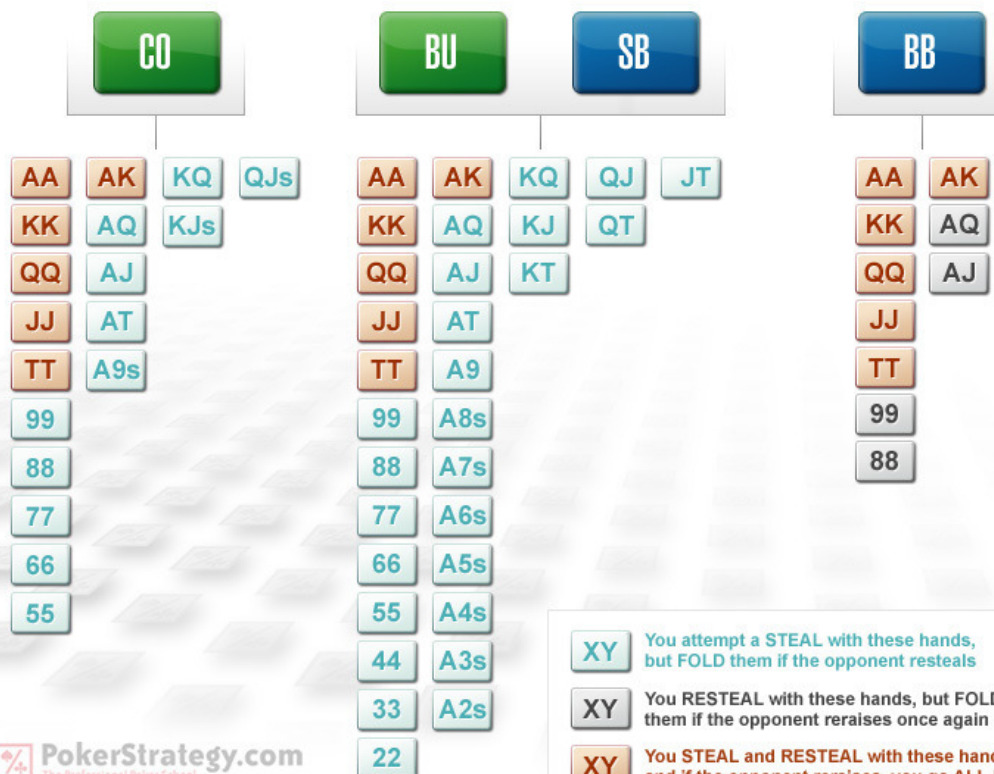 CO BU SB BB
AA AK KQ QJs AA AK KQ QJ JT AA AK
KK AQ KJs KK AQ KJ QT KK AQ
QQ AJ QQ AJ KT QQ AJ
JJ AT JJ AT JJ
TT A9s TT A9 TT
99 99 A8s 99
88 88 A7s 88
77 77 A6s
66 66 A5s
55 55 A4s
44 A3s
33 A2s
22
XY You attempt a STEAL with these hands,
but FOLD them if the opponent resteals
XY You RESTEAL with these hands, but FOLD
them if the opponent reraises once again
XY You STEAL and RESTEAL with these hand
PokerStrategy.com